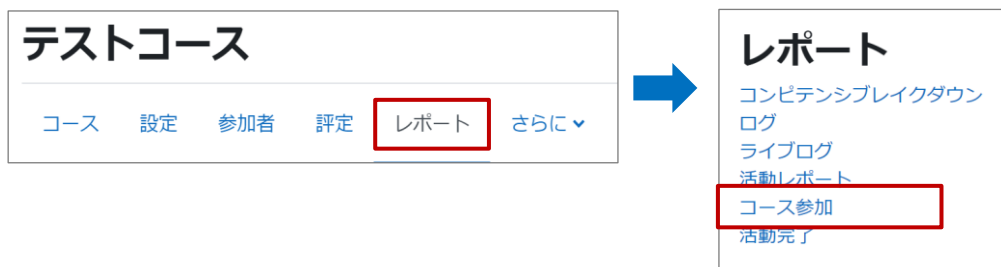 テストコース
コース 設定 参加者 評定 レポート さらに
レポート
コンピテンシブレイクダウン
ログ
ライブログ
活動レポート
コース参加
活動完了